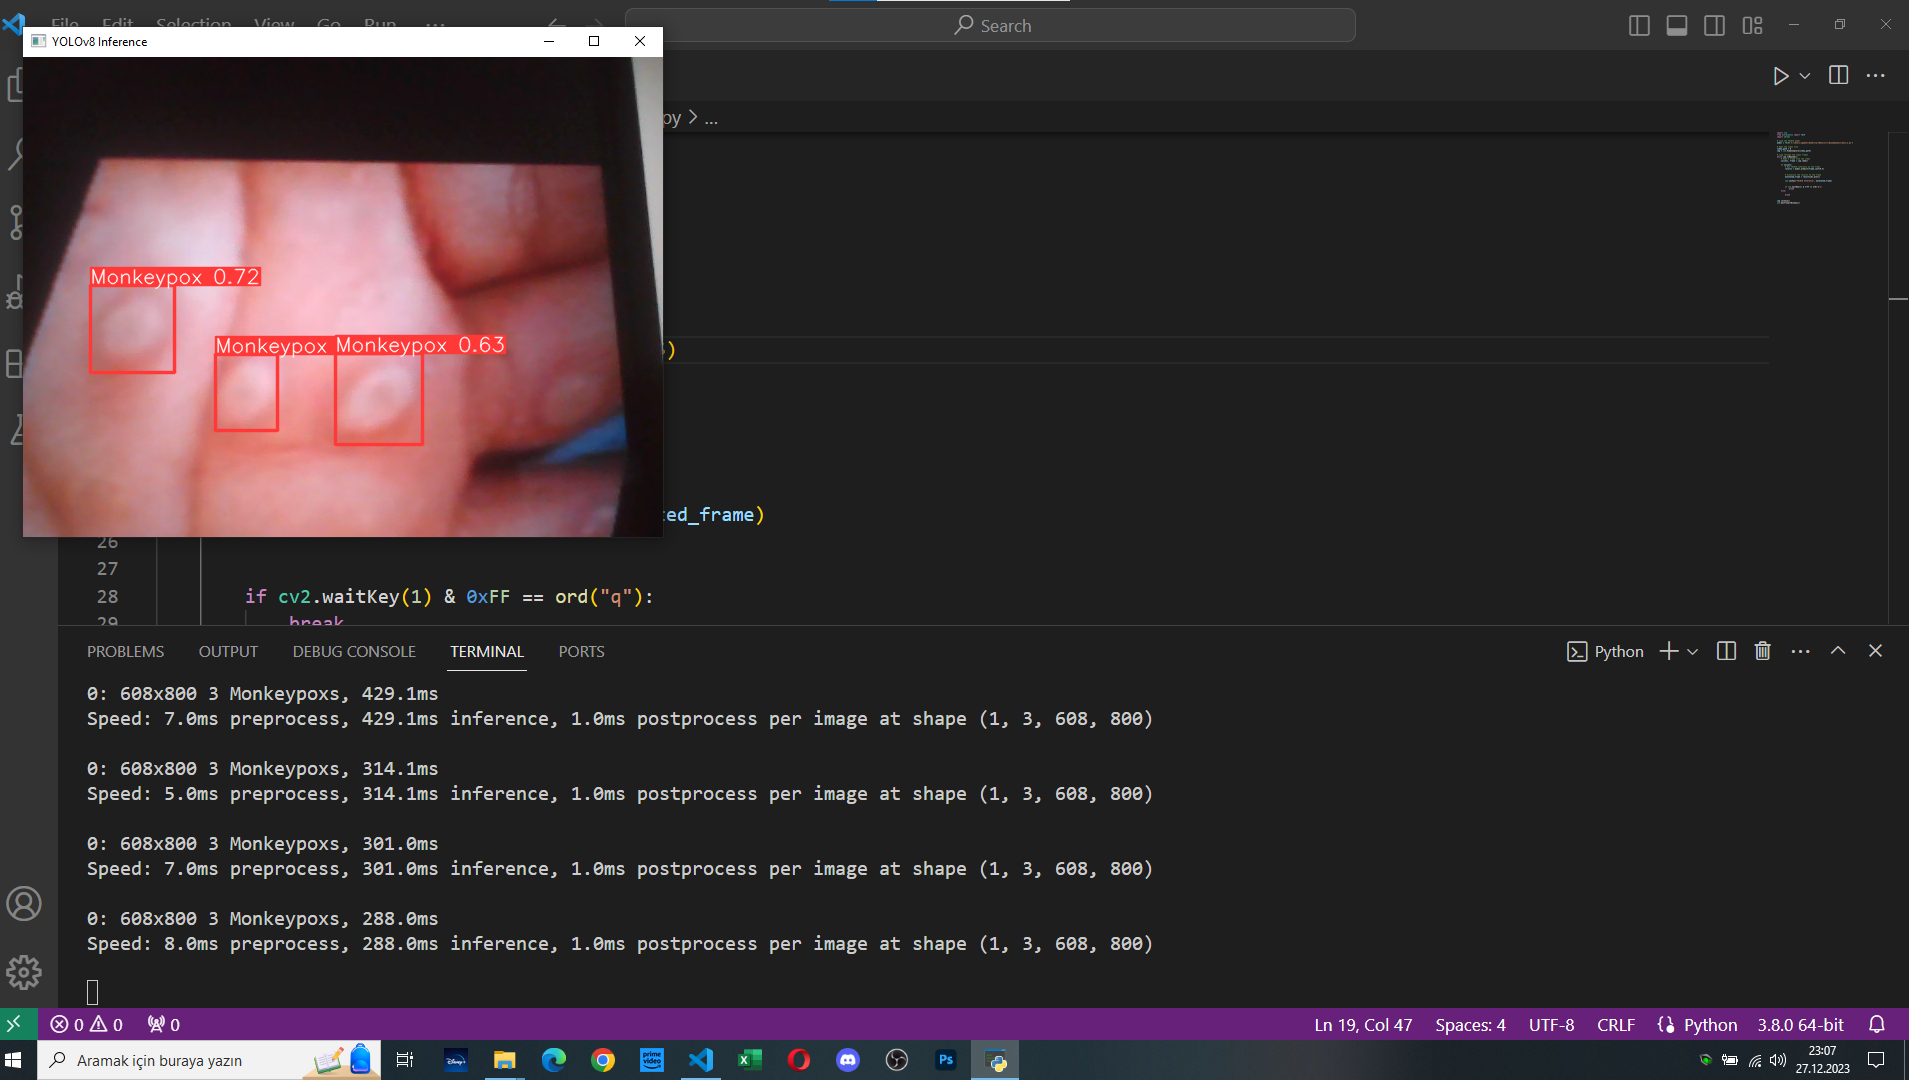 File Edit Selection View Go Run ...
Search
YOLOv8 Inference
py > ...
Monkeypox 0.72
Monkeypox Monkeypox 0.63
)
ted_frame)
26
27
28 if cv2.waitKey(1) & 0xFF == ord("q"):
29 break
PROBLEMS OUTPUT DEBUG CONSOLE TERMINAL PORTS
Python
0: 608x800 3 Monkeypoxs, 429.1ms
Speed: 7.0ms preprocess, 429.1ms inference, 1.0ms postprocess per image at shape (1, 3, 608, 800)
0: 608x800 3 Monkeypoxs, 314.1ms
Speed: 5.0ms preprocess, 314.1ms inference, 1.0ms postprocess per image at shape (1, 3, 608, 800)
0: 608x800 3 Monkeypoxs, 301.0ms
Speed: 7.0ms preprocess, 301.0ms inference, 1.0ms postprocess per image at shape (1, 3, 608, 800)
0: 608x800 3 Monkeypoxs, 288.0ms
Speed: 8.0ms preprocess, 288.0ms inference, 1.0ms postprocess per image at shape (1, 3, 608, 800)
0 0 0
Ln 19, Col 47 Spaces: 4 UTF-8 CRLF Python 3.8.0 64-bit
Aramak için buraya yazın
Disney+
prime video
Ps
23:07
27.12.2023